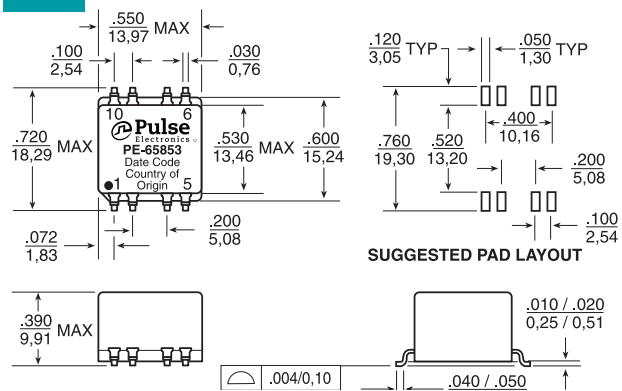 .550
13,97 MAX
.100
2,54
.030
0,76
.120
3,05 TYP
.050
1,30 TYP
10 6
Pulse
Electronics
PE-65853
Date Code
Country of
Origin
1 5
.720
18,29 MAX
.530
13,46 MAX
.600
15,24
.072
1,83
.200
5,08
.760
19,30
.520
13,20
.400
10,16
.200
5,08
.100
2,54
SUGGESTED PAD LAYOUT
.390
9,91 MAX
.004/0,10
.010 / .020
0,25 / 0,51
.040 / .050